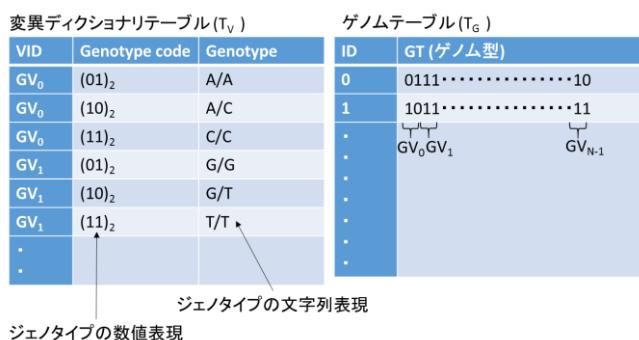 変異ディクショナリテーブル(TV)
VID Genotype code Genotype
GV0 (01)2 A/A
GV0 (10)2 A/C
GV0 (11)2 C/C
GV1 (01)2 G/G
GV1 (10)2 G/T
GV1 (11)2 T/T
ジェノタイプの文字列表現
ジェノタイプの数値表現
ゲノムテーブル(TG)
ID GT (ゲノム型)
0 0111・・・・・・・・・・・・・・・10
1 1011・・・・・・・・・・・・・・・11
GV0 GV1 GVN-1